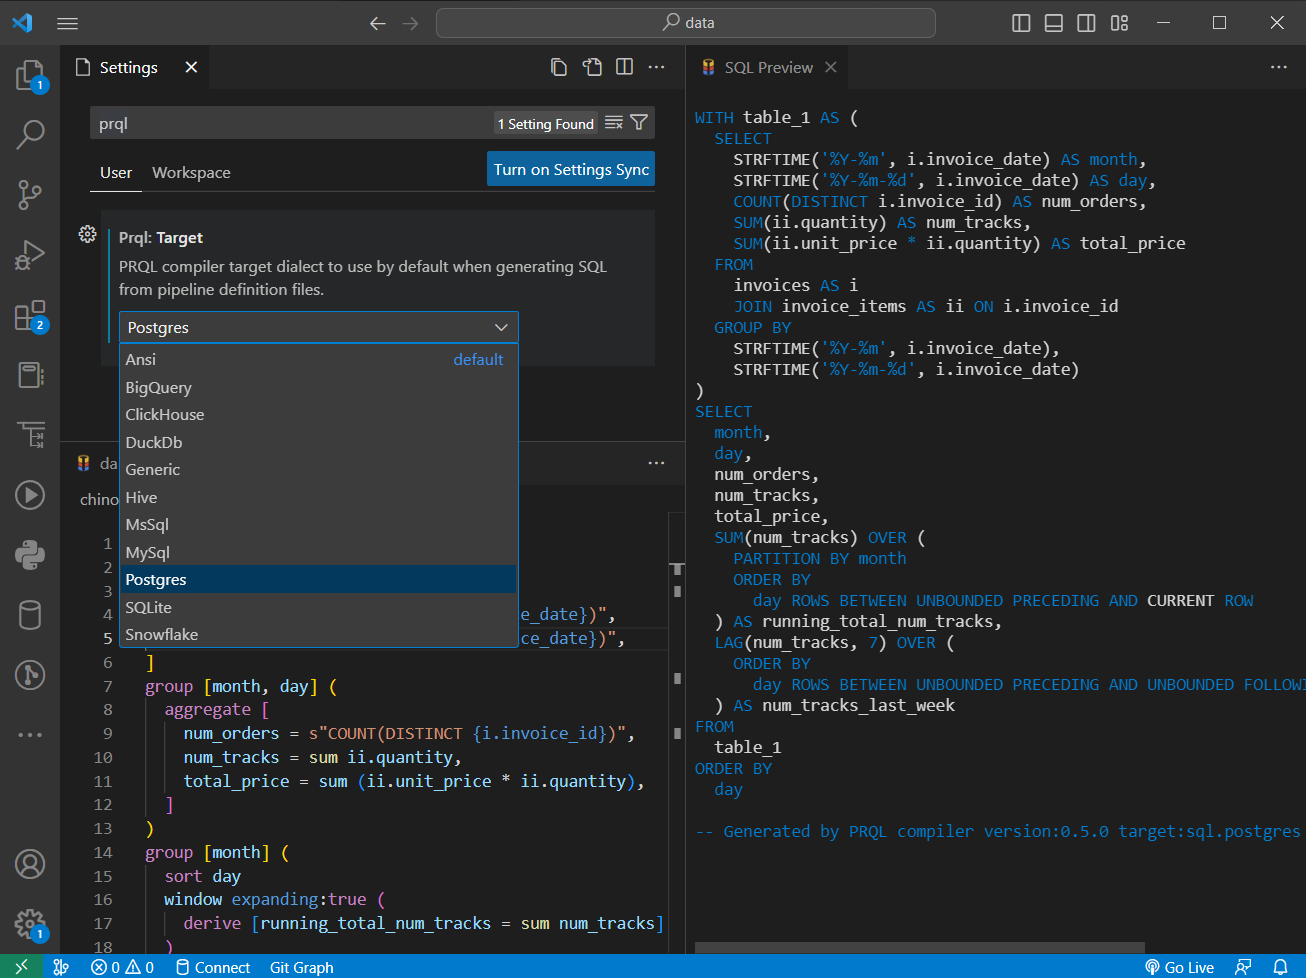 data
Settings
1
prql
1 Setting Found
User
Workspace
Turn on Settings Sync
Prql: Target
PRQL compiler target dialect to use by default when generating SQL
from pipeline definition files.
Postgres
Ansi default
BigQuery
ClickHouse
DuckDb
Generic
Hive
MsSql
MySql
Postgres
SQLite
Snowflake
2
da
chino
1
2
3
4 e_date})",
5 ce_date})",
6 ]
7 group [month, day] (
8 aggregate [
9 num_orders = s"COUNT(DISTINCT {i.invoice_id})",
10 num_tracks = sum ii.quantity,
11 total_price = sum (ii.unit_price * ii.quantity),
12 ]
13 )
14 group [month] (
15 sort day
16 window expanding:true (
17 derive [running_total_num_tracks = sum num_tracks]
18 )
1
SQL Preview
WITH table_1 AS (
SELECT
STRFTIME('%Y-%m', i.invoice_date) AS month,
STRFTIME('%Y-%m-%d', i.invoice_date) AS day,
COUNT(DISTINCT i.invoice_id) AS num_orders,
SUM(ii.quantity) AS num_tracks,
SUM(ii.unit_price * ii.quantity) AS total_price
FROM
invoices AS i
JOIN invoice_items AS ii ON i.invoice_id
GROUP BY
STRFTIME('%Y-%m', i.invoice_date),
STRFTIME('%Y-%m-%d', i.invoice_date)
)
SELECT
month,
day,
num_orders,
num_tracks,
total_price,
SUM(num_tracks) OVER (
PARTITION BY month
ORDER BY
day ROWS BETWEEN UNBOUNDED PRECEDING AND CURRENT ROW
) AS running_total_num_tracks,
LAG(num_tracks, 7) OVER (
ORDER BY
day ROWS BETWEEN UNBOUNDED PRECEDING AND UNBOUNDED FOLLOWI
) AS num_tracks_last_week
FROM
table_1
ORDER BY
day
-- Generated by PRQL compiler version:0.5.0 target:sql.postgres
0 0 Connect Git Graph Go Live